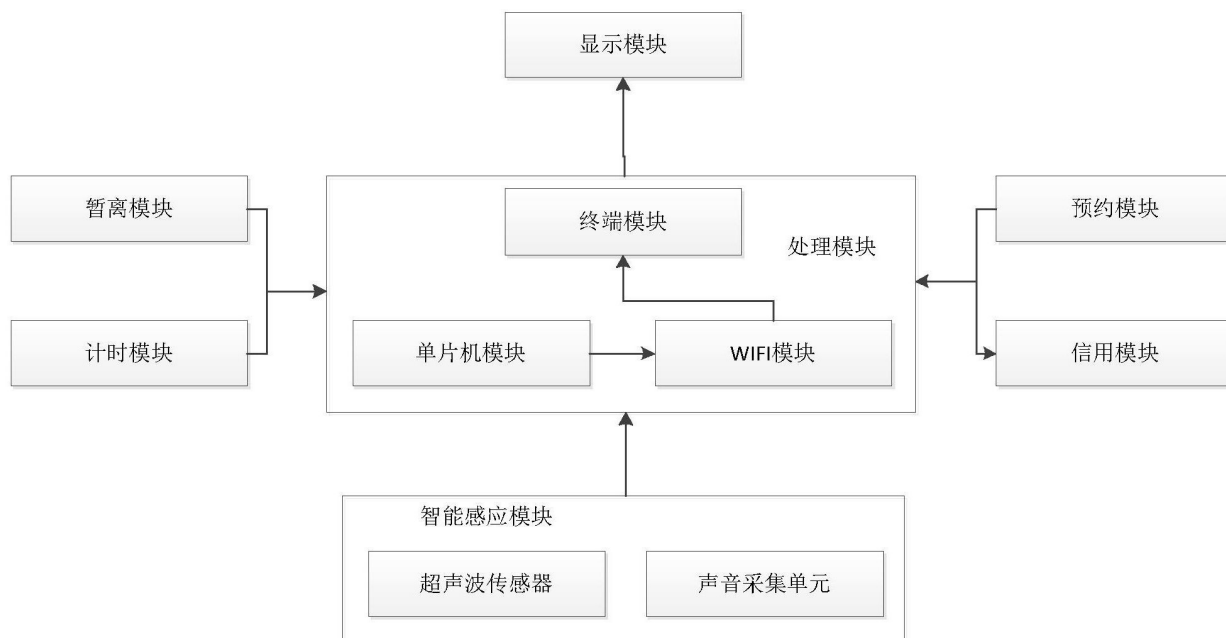 显示模块
暂离模块
终端模块
预约模块
处理模块
计时模块
单片机模块
WIFI模块
信用模块
智能感应模块
超声波传感器
声音采集单元